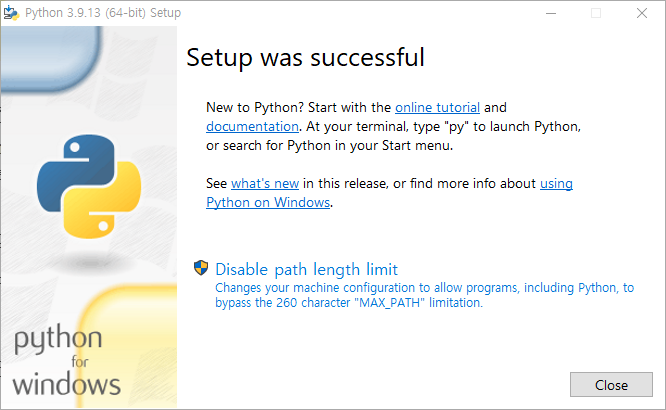 Python 3.9.13 (64-bit) Setup
Setup was successful
New to Python? Start with the online tutorial and
documentation. At your terminal, type "py" to launch Python,
or search for Python in your Start menu.
See what's new in this release, or find more info about using
Python on Windows.
Disable path length limit
Changes your machine configuration to allow programs, including Python, to
bypass the 260 character "MAX_PATH" limitation.
python
for
windows
Close